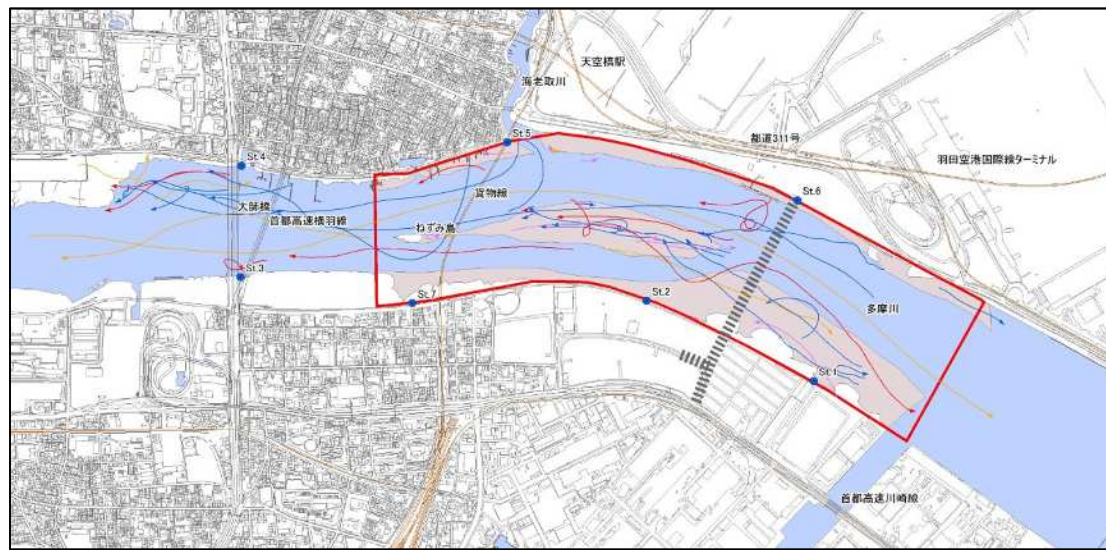 天空橋駅
海老取川
St.5
都道311号
St.4
羽田空港国際線ターミナル
貨物線
St.6
大師橋
首都高速横羽線
ねずみ島
St.3
St.7
St.2
多摩川
St.1
首都高速川崎線